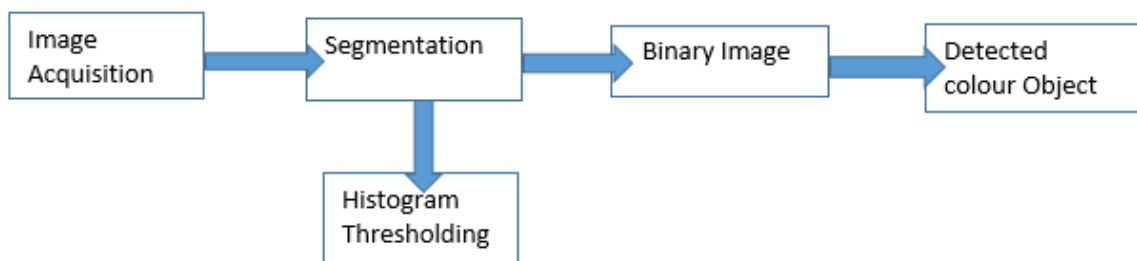 Image
Acquisition
Segmentation
Binary Image
Detected
colour Object
Histogram
Thresholding